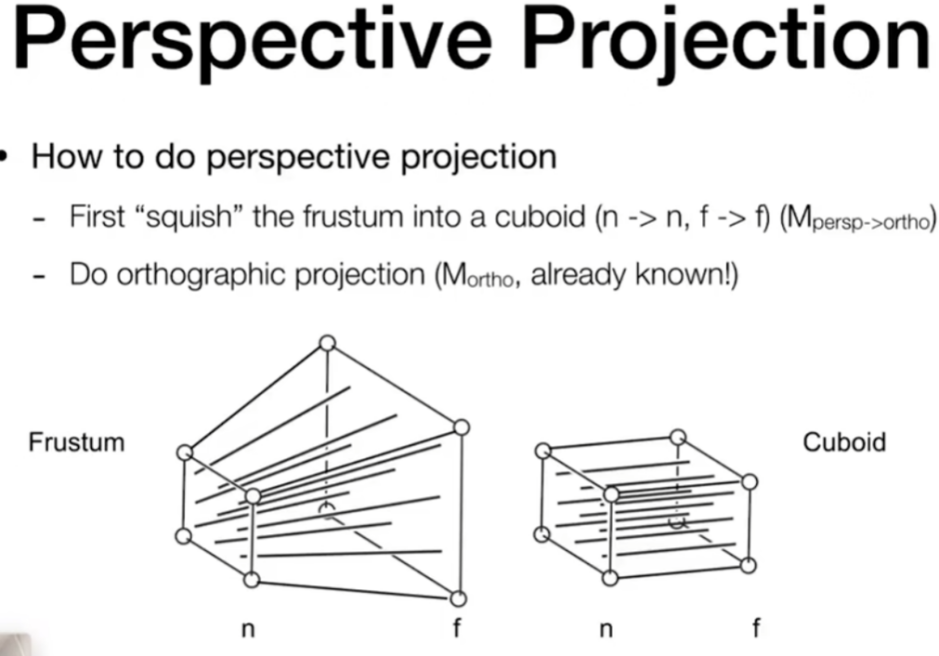 Perspective Projection
• How to do perspective projection
- First “squish” the frustum into a cuboid (n -> n, f -> f) (Mpersp->ortho)
- Do orthographic projection (Mortho, already known!)
Frustum
Cuboid
n
f
n
f